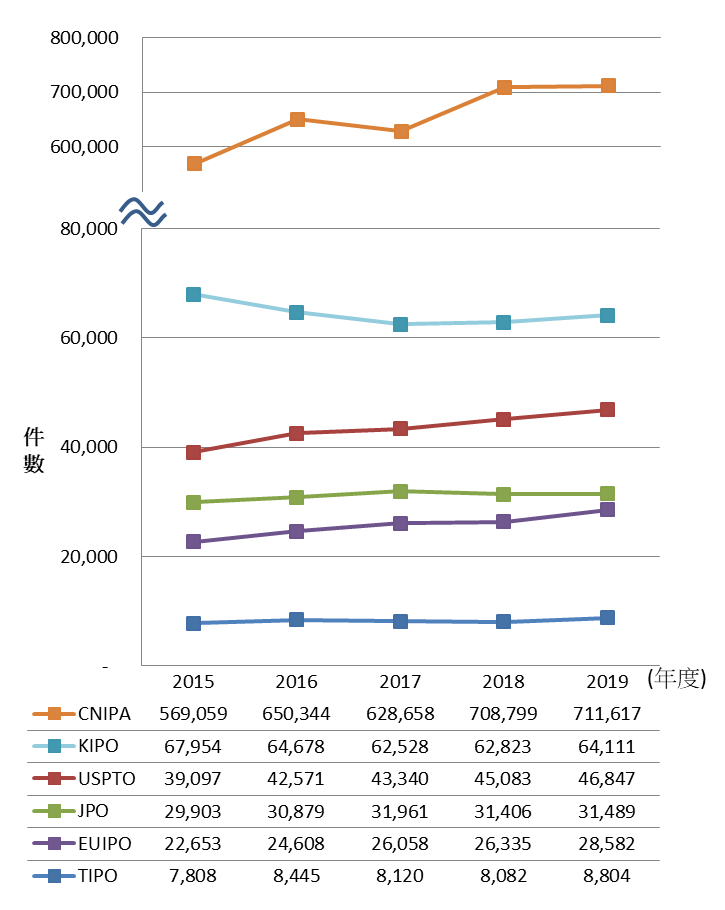 800,000
700,000
600,000
80,000
60,000
40,000
20,000
-
件
數
2015 2016 2017 2018 2019 (年度)
CNIPA 569,059 650,344 628,658 708,799 711,617
KIPO 67,954 64,678 62,528 62,823 64,111
USPTO 39,097 42,571 43,340 45,083 46,847
JPO 29,903 30,879 31,961 31,406 31,489
EUIPO 22,653 24,608 26,058 26,335 28,582
TIPO 7,808 8,445 8,120 8,082 8,804